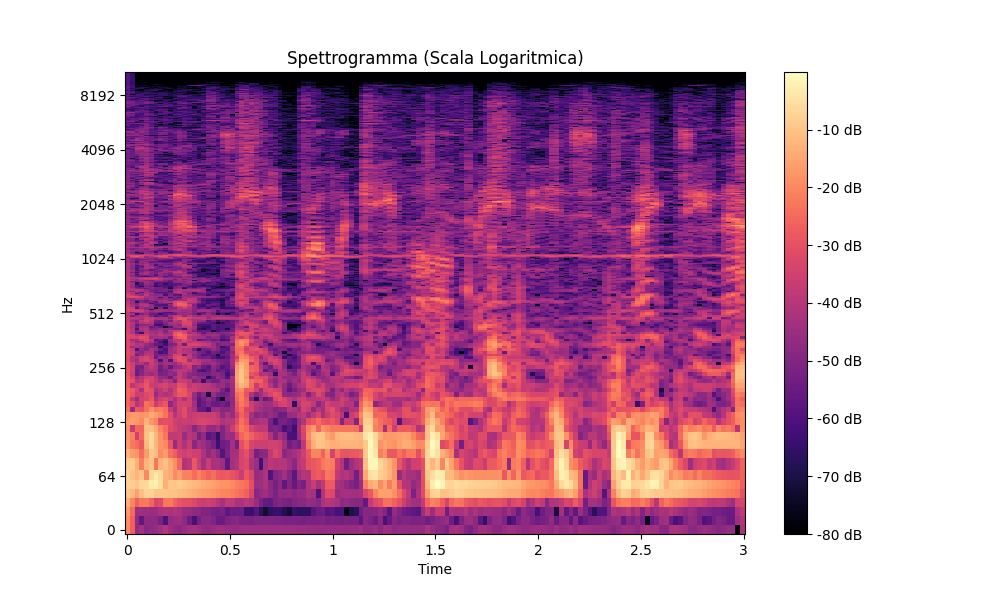 Spettrogramma (Scala Logaritmica)
8192
4096
2048
1024
512
256
128
64
0
Hz
0 0.5 1 1.5 2 2.5 3
Time
-10 dB
-20 dB
-30 dB
-40 dB
-50 dB
-60 dB
-70 dB
-80 dB